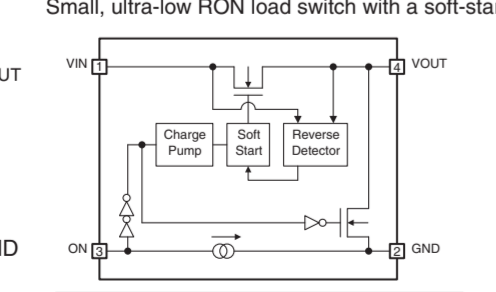 Small, ultra-low RON load switch with a soft-star
UT
VIN 1
4 VOUT
Charge Pump
Soft Start
Reverse Detector
ND
ON 3
2 GND